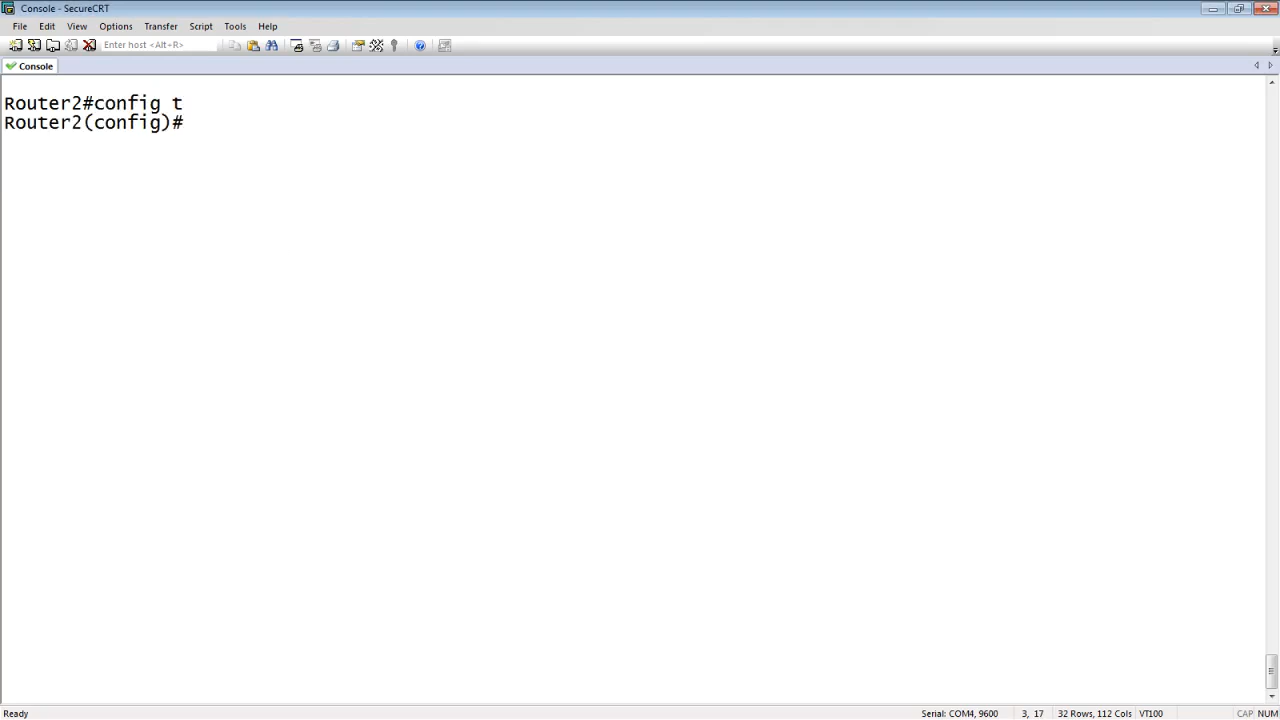 Console - SecureCRT
File Edit View Options Transfer Script Tools Help
Enter host <Alt+R>
Console
Router2#config t
Router2(config)#
Ready Serial: COM4, 9600 3, 17 32 Rows, 112 Cols VT100 CAP NUM